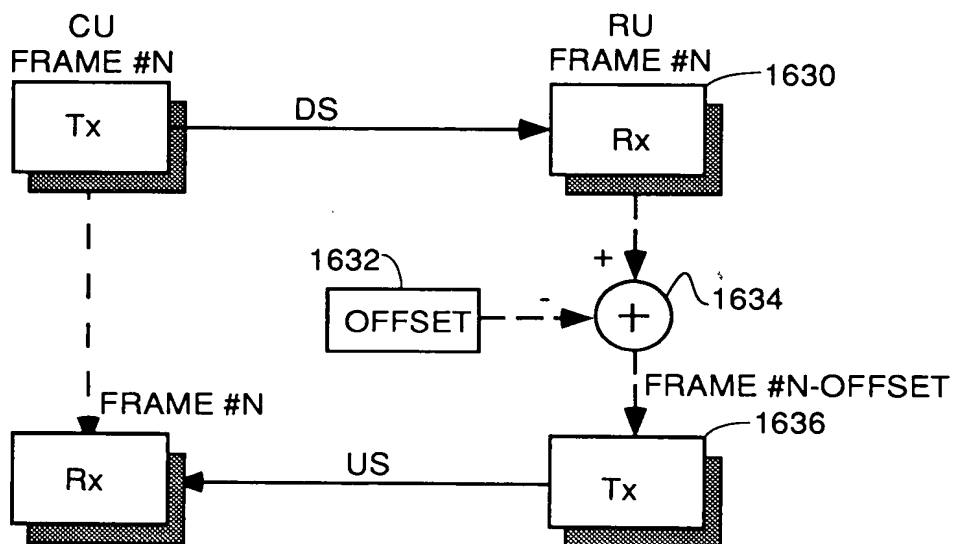 CU
FRAME #N
RU
FRAME #N
1630
Tx
DS
Rx
+
1632
OFFSET
-
+
1634
FRAME #N
FRAME #N-OFFSET
1636
Rx
US
Tx